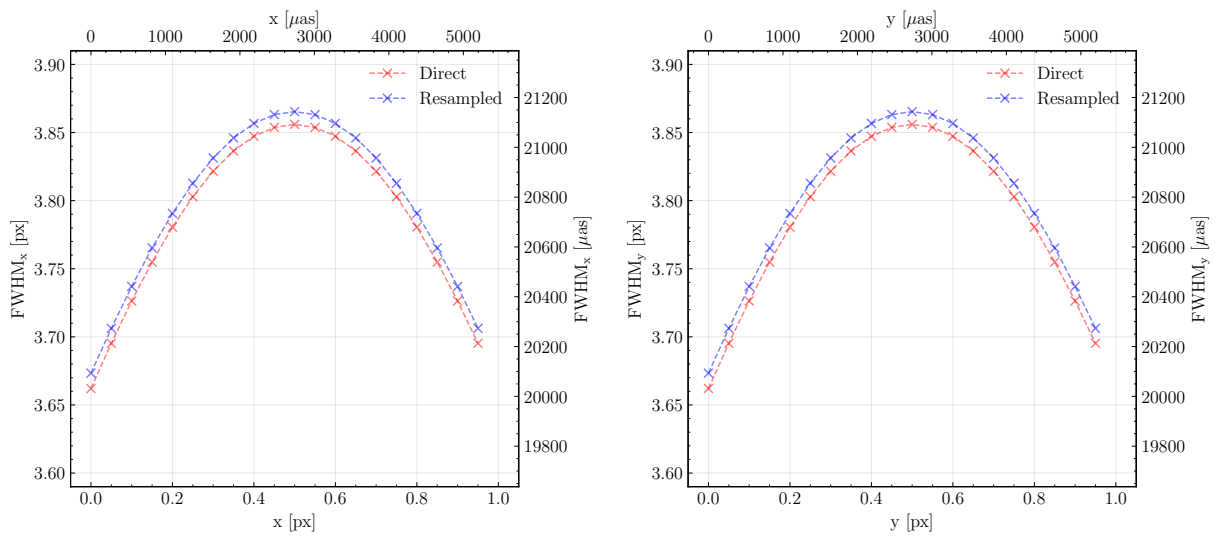 x [μas]
0 1000 2000 3000 4000 5000
3.90
3.85
3.80
3.75
3.70
3.65
3.60
FWHMₓ [px]
Direct
Resampled
21200
21000
20800
20600
20400
20200
20000
19800
FWHMₓ [μas]
0.0 0.2 0.4 0.6 0.8 1.0
x [px]
y [μas]
0 1000 2000 3000 4000 5000
3.90
3.85
3.80
3.75
3.70
3.65
3.60
FWHM_y [px]
Direct
Resampled
21200
21000
20800
20600
20400
20200
20000
19800
FWHM_y [μas]
0.0 0.2 0.4 0.6 0.8 1.0
y [px]